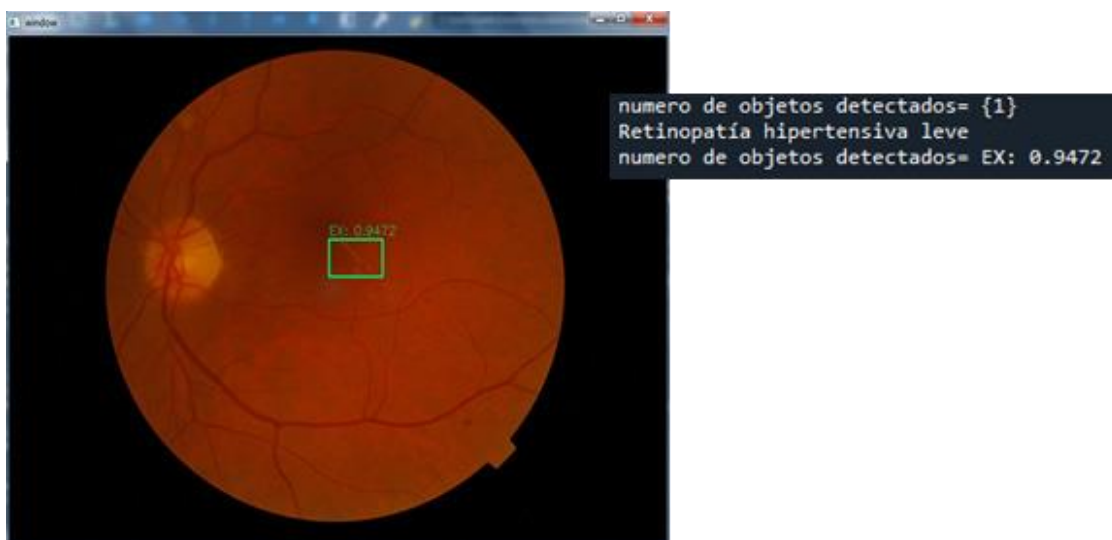 window
EX: 0.9472
numero de objetos detectados= {1}
Retinopatía hipertensiva leve
numero de objetos detectados= EX: 0.9472